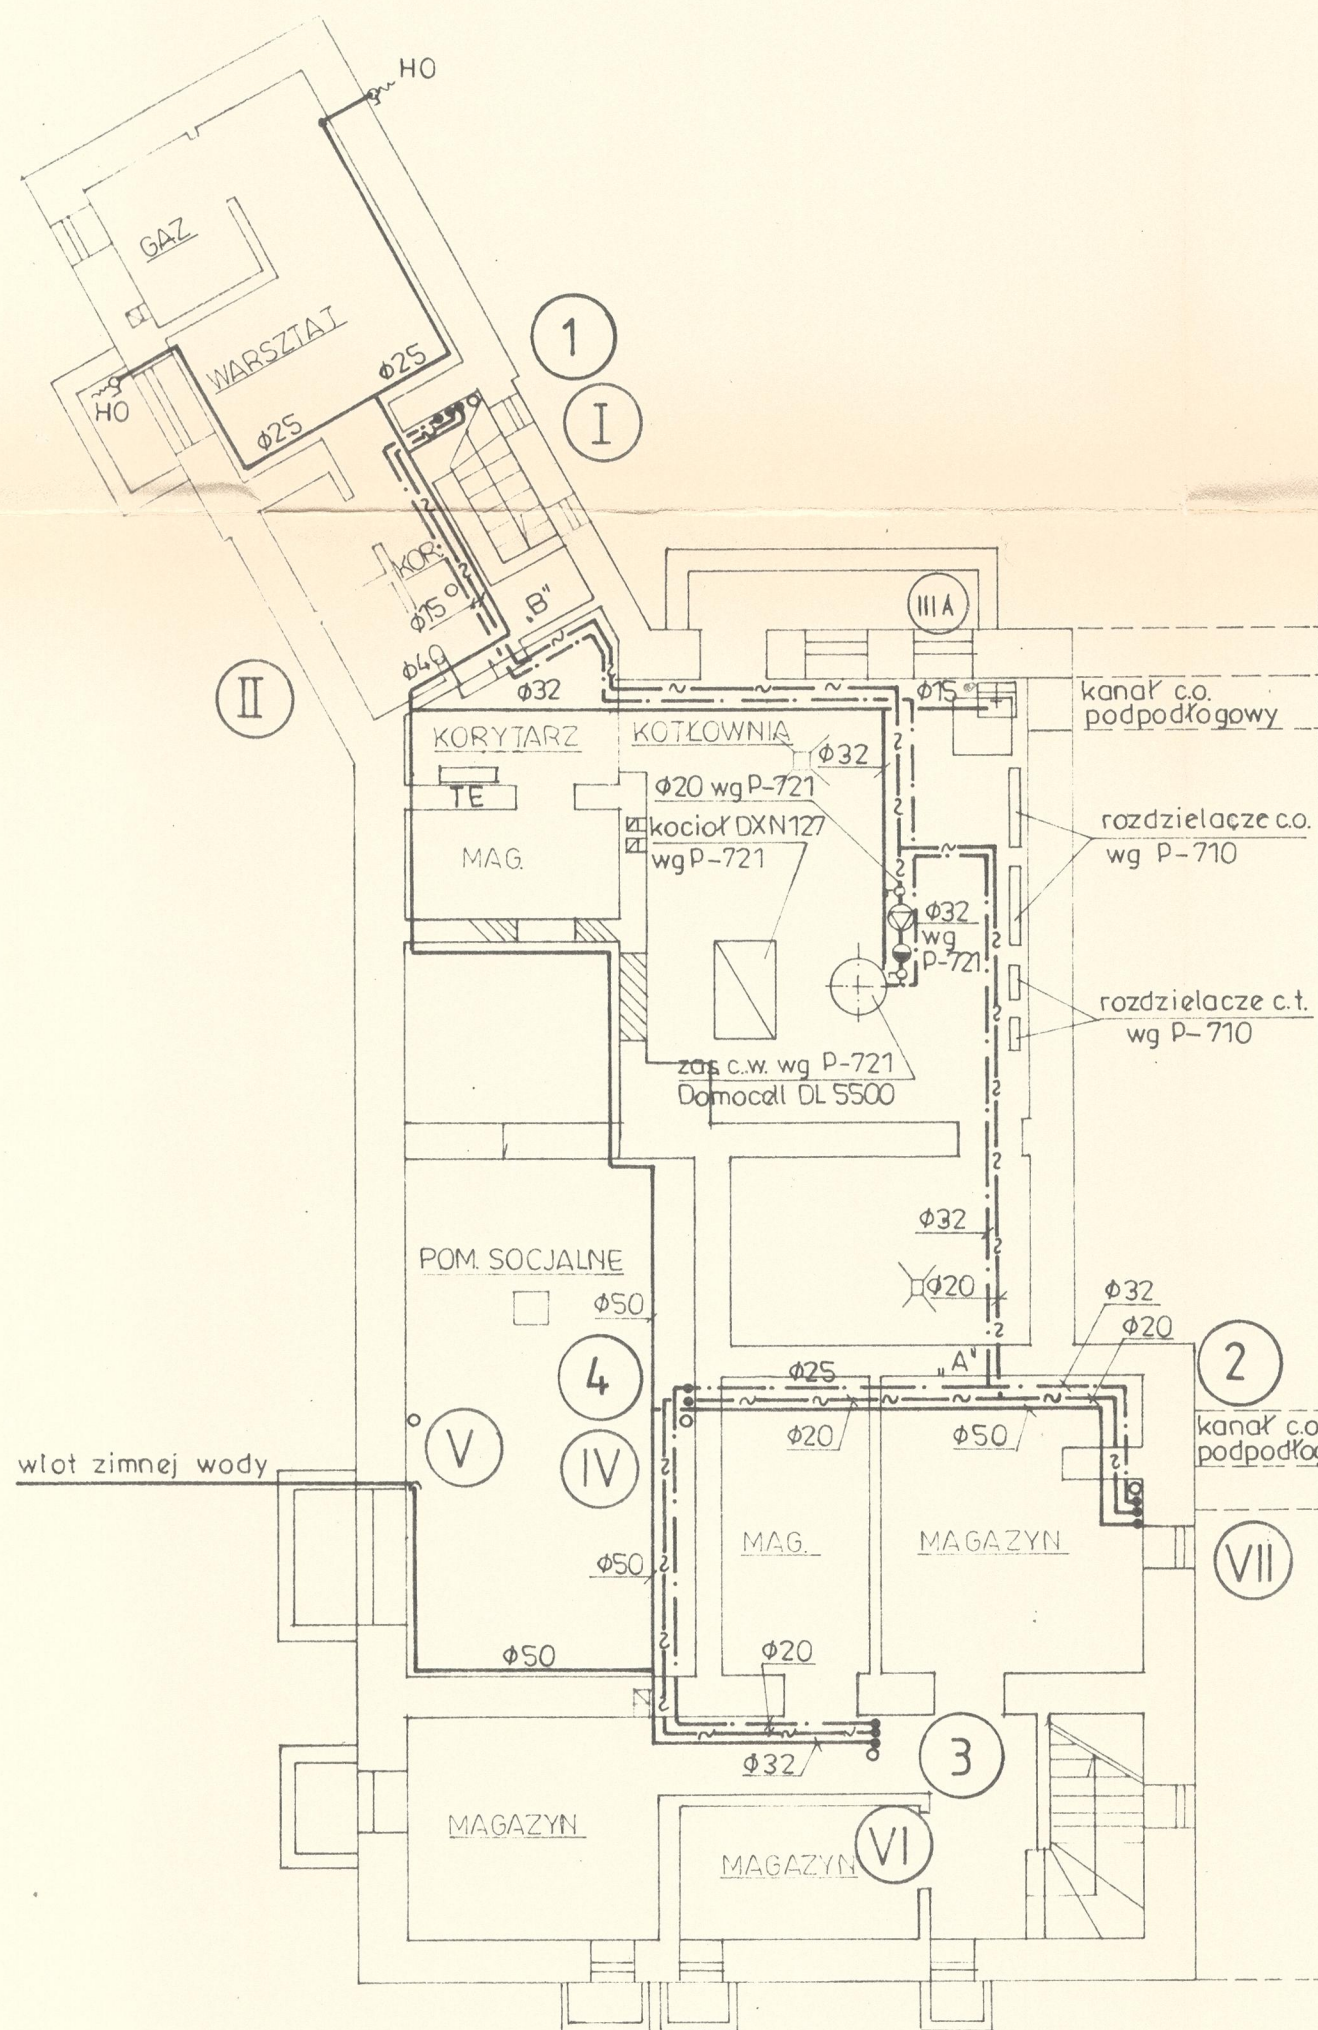 HO
GAZ
WARSZTAT
ϕ25
HO
ϕ25
1
I
KOR.
ϕ15
„B"
II
ϕ40
ϕ32
III A
ϕ15
kanał c.o.
podpodłogowy
KORYTARZ
KOTŁOWNIA
ϕ32
TE
ϕ20 wg P-721
kocioł DXN127
wg P-721
MAG.
rozdzielacze c.o.
wg P-710
ϕ32
wg
P-721
rozdzielacze c.t.
wg P-710
zas c.w. wg P-721
Domocell DL 5500
ϕ32
POM. SOCJALNE
ϕ50
ϕ20
ϕ32
ϕ20
4
„A"
2
ϕ25
IV
V
ϕ20
ϕ50
kanał c.o
podpodłog
wlot zimnej wody
MAG.
MAGAZYN
VII
ϕ50
ϕ50
ϕ20
ϕ32
3
MAGAZYN
MAGAZYN
VI